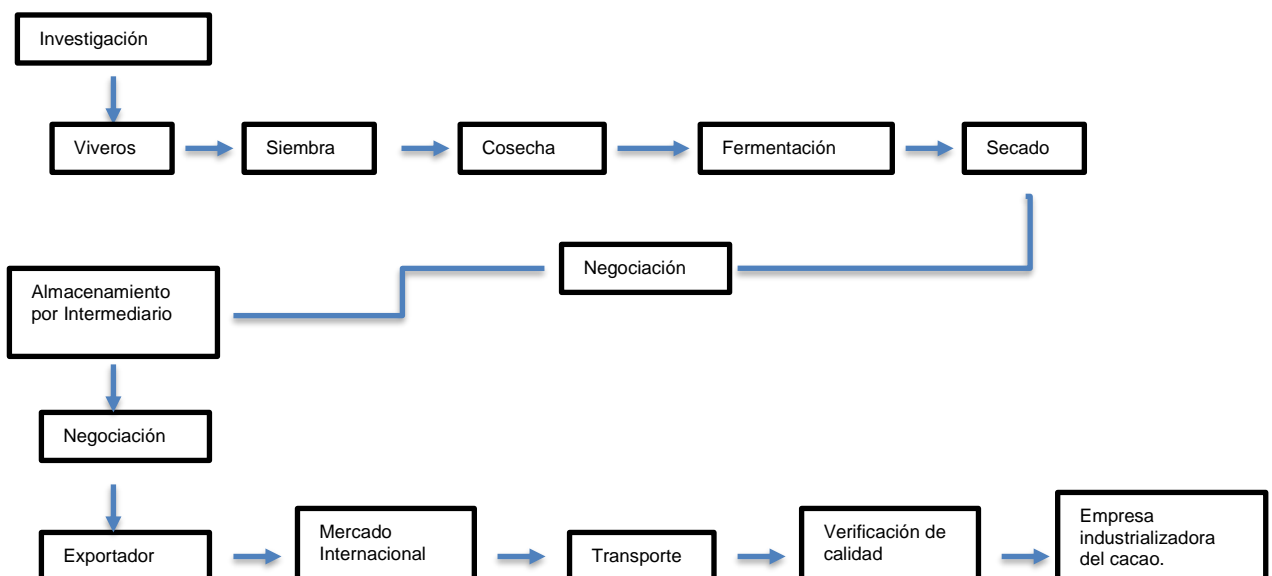 Investigación
Viveros
Siembra
Cosecha
Fermentación
Secado
Negociación
Almacenamiento
por Intermediario
Negociación
Exportador
Mercado
Internacional
Transporte
Verificación de
calidad
Empresa
industrializadora
del cacao.